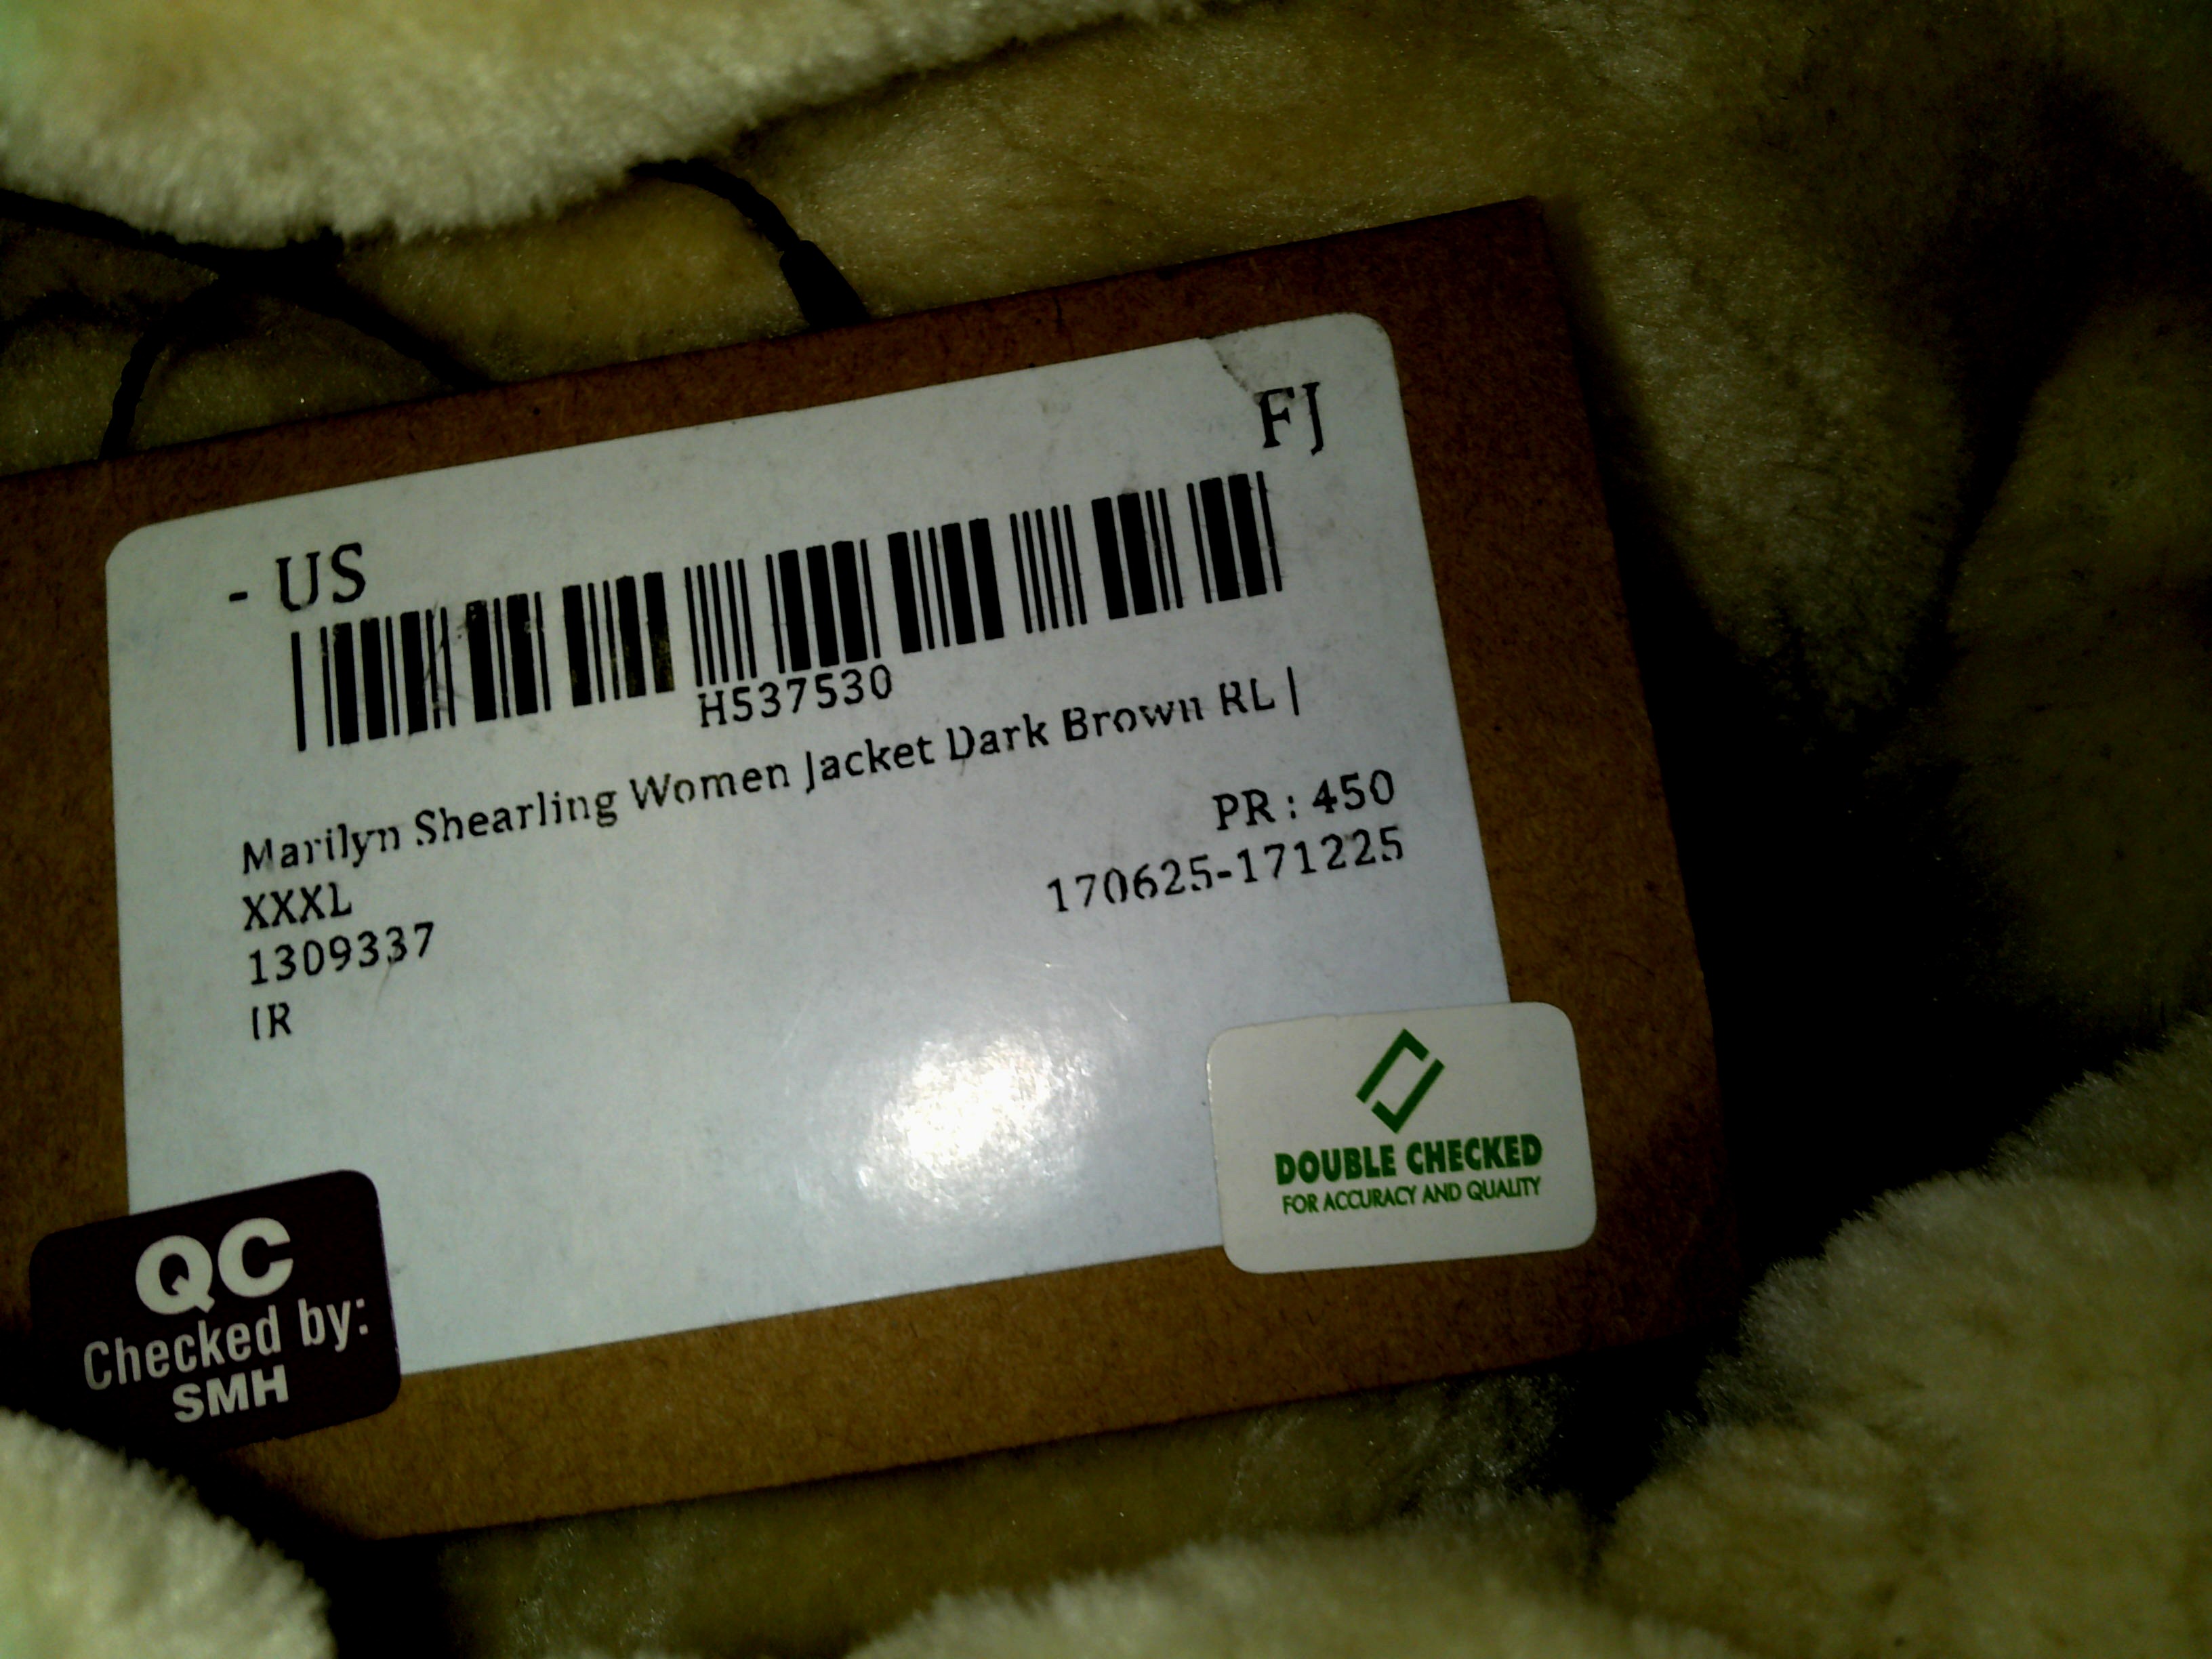 FJ
- US
H537530
Marilyn Shearling Women Jacket Dark Brown RL |
XXXL
PR : 450
1309337
170625-171225
IR
QC
Checked by:
SMH
DOUBLE CHECKED
FOR ACCURACY AND QUALITY